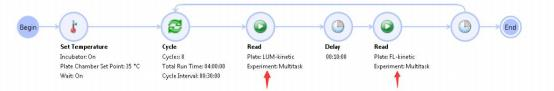 Begin
Set Temperature
Incubator: On
Plate Chamber Set Point: 35 °C
Wait: On
Cycle
Cycles: 8
Total Run Time: 04:00:00
Cycle Interval: 00:30:00
Read
Plate: LUM-kinetic
Experiment: Multitask
Delay
00:10:00
Read
Plate: FL-kinetic
Experiment: Multitask
End